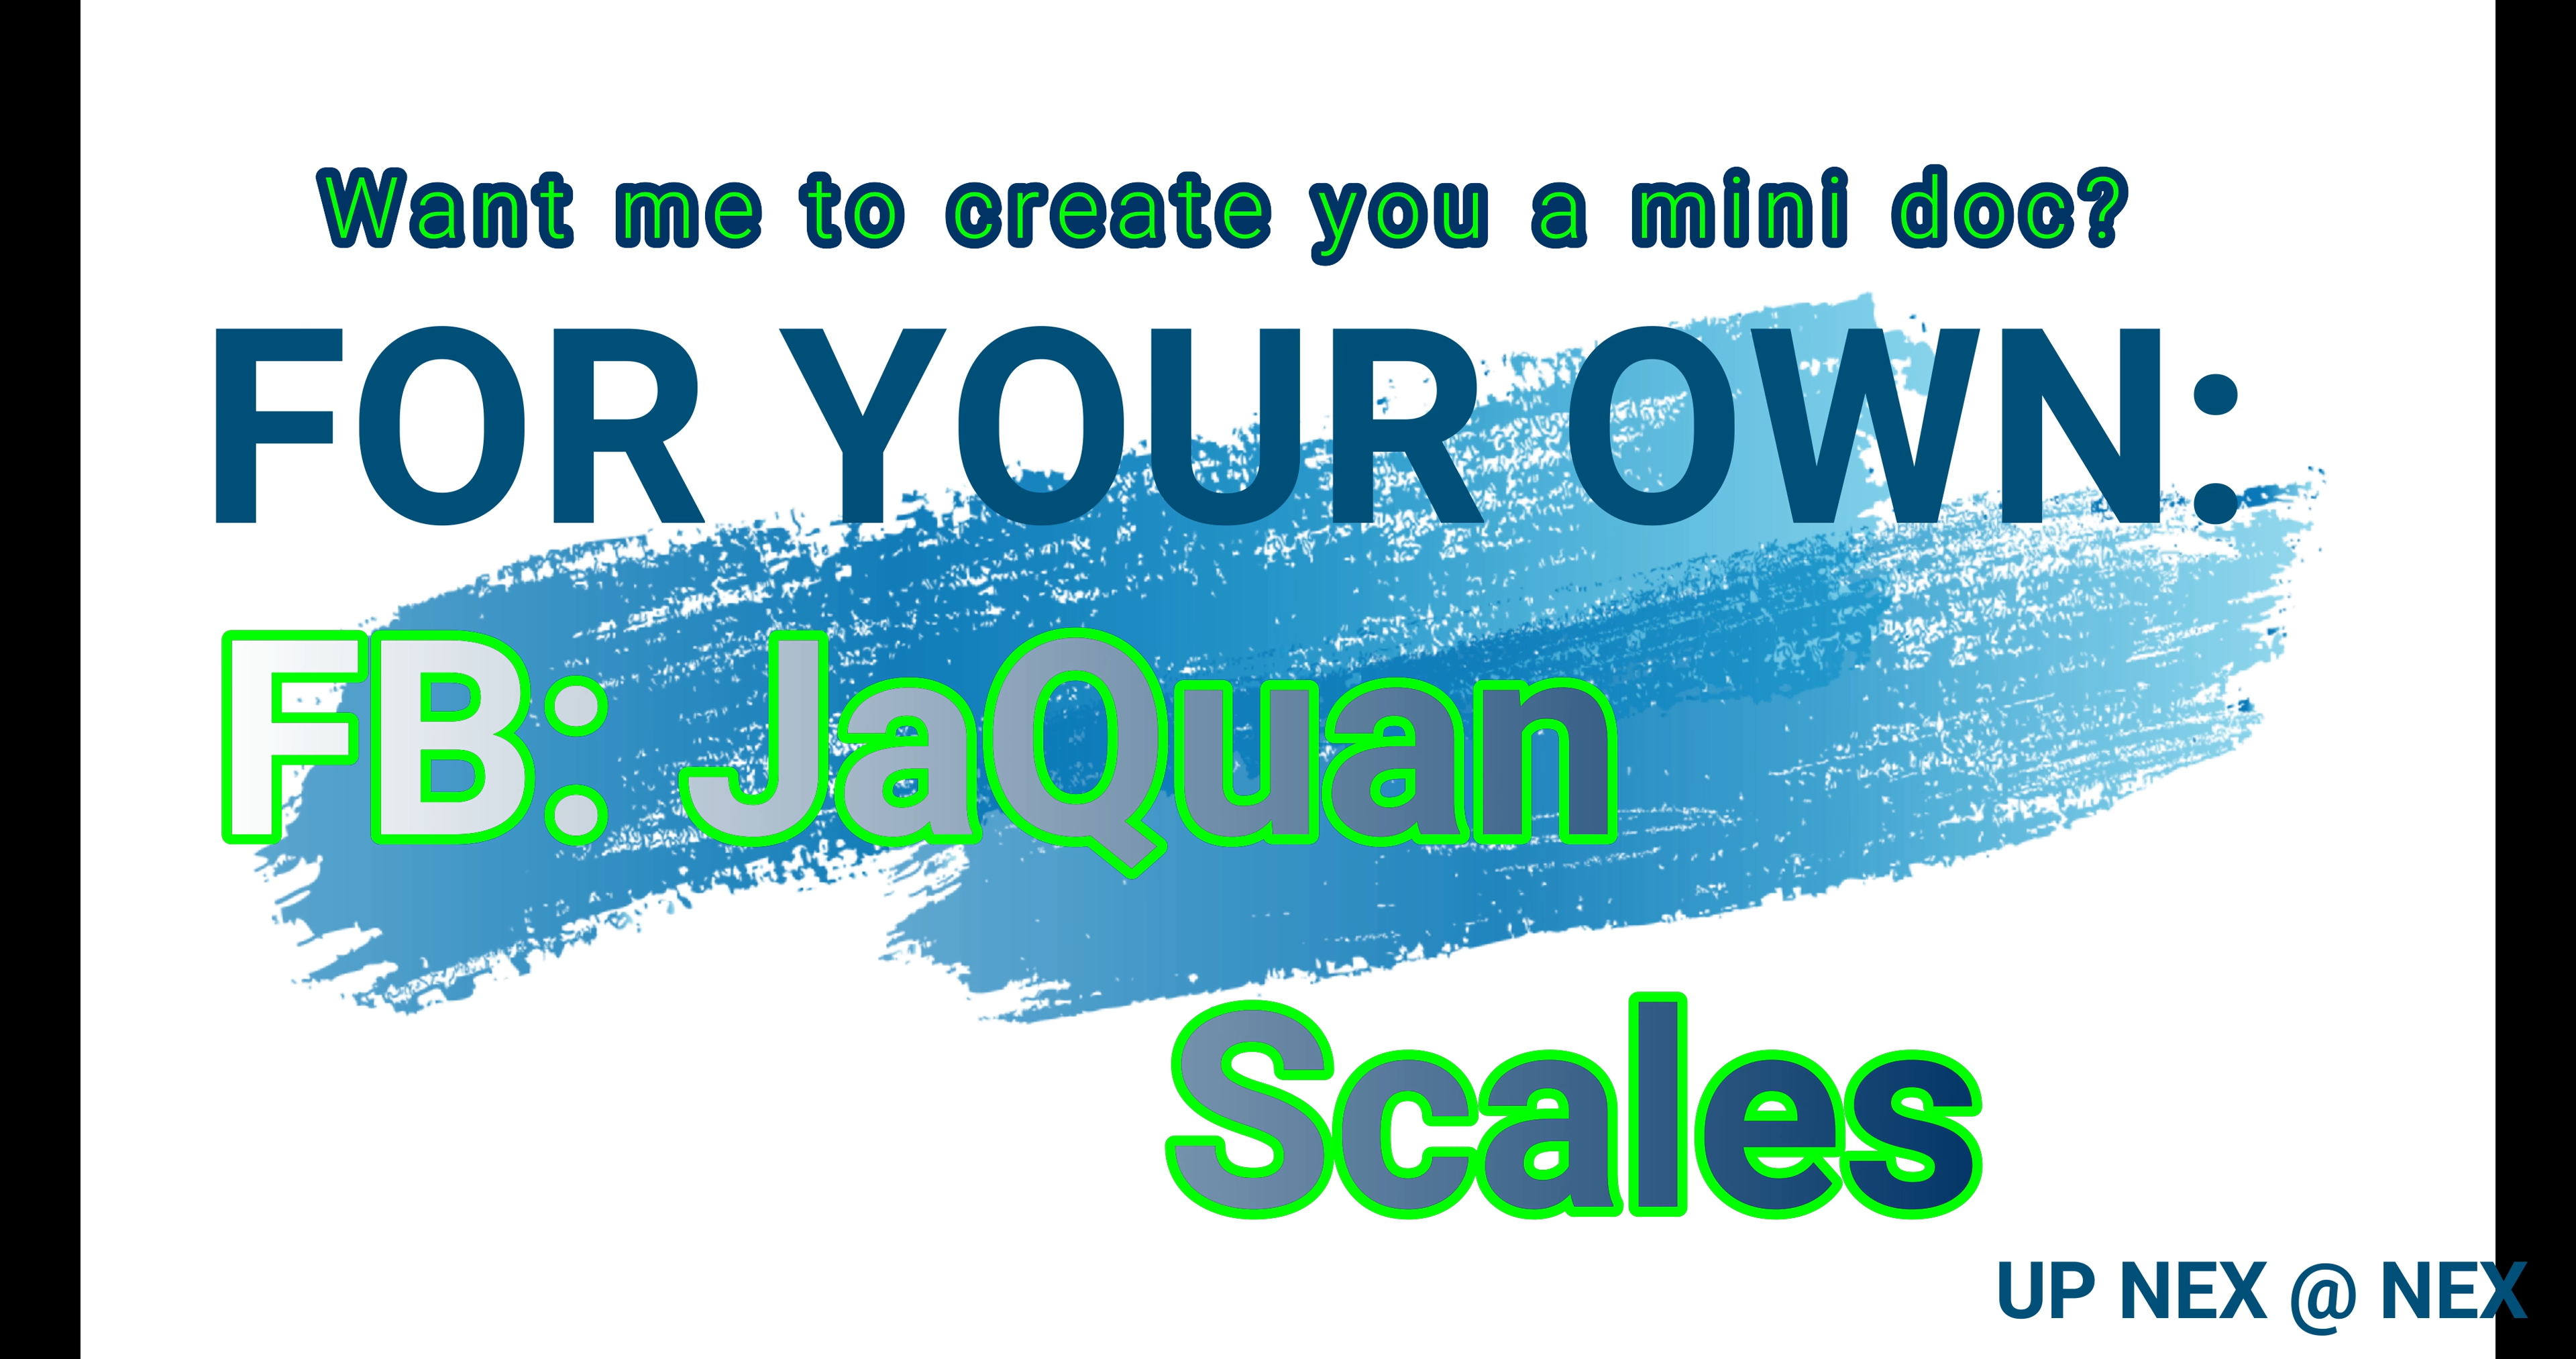 Want me to create you a mini doc?
FOR YOUR OWN:
FB: JaQuan
Scales
UP NEX @ NEX